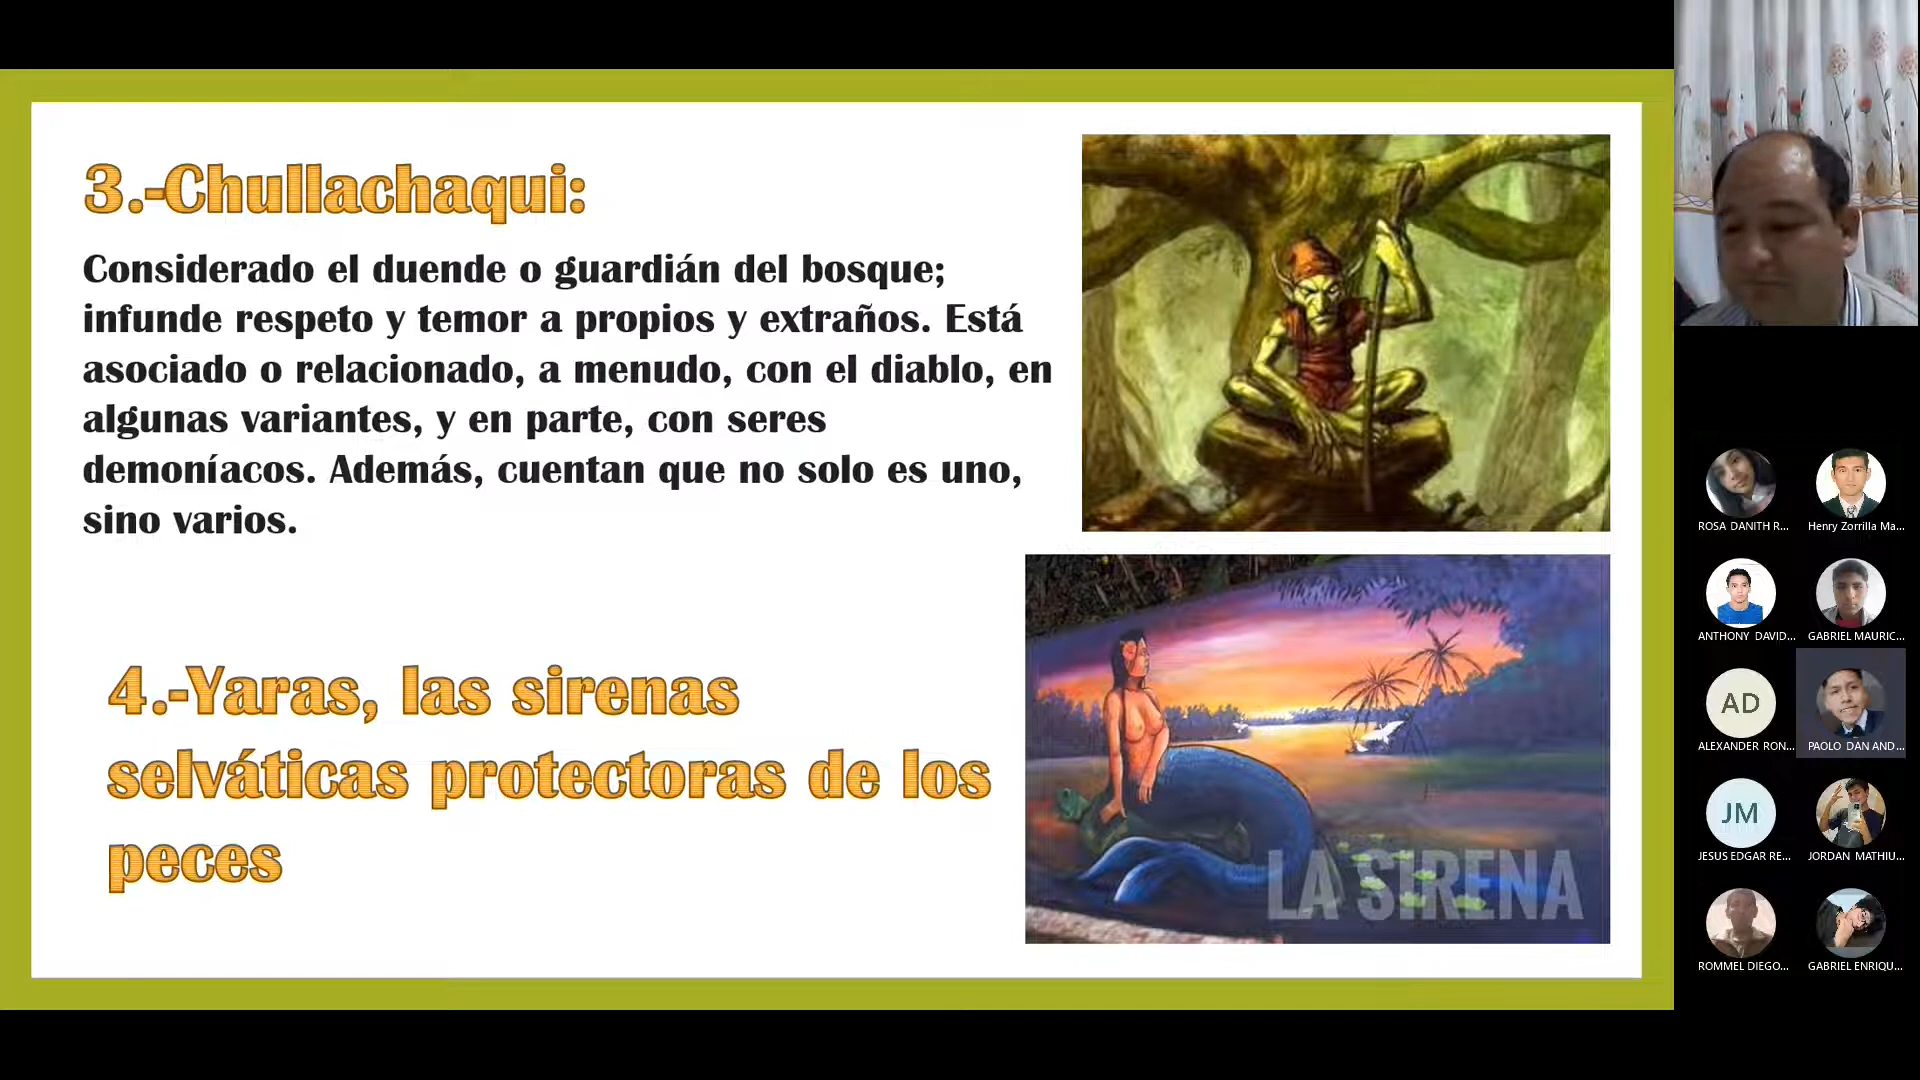 3.-Chullachaqui:
Considerado el duende o guardián del bosque;
infunde respeto y temor a propios y extraños. Está
asociado o relacionado, a menudo, con el diablo, en
algunas variantes, y en parte, con seres
demoníacos. Además, cuentan que no solo es uno,
sino varios.
4.-Yaras, las sirenas
selváticas protectoras de los
peces
LA SIRENA
ROSA DANITH R...
Henry Zorrilla Ma...
ANTHONY DAVID...
GABRIEL MAURIC...
AD
ALEXANDER RON...
PAOLO DAN AND...
JM
JESUS EDGAR RE...
JORDAN MATHIU...
ROMMEL DIEGO...
GABRIEL ENRIQU...